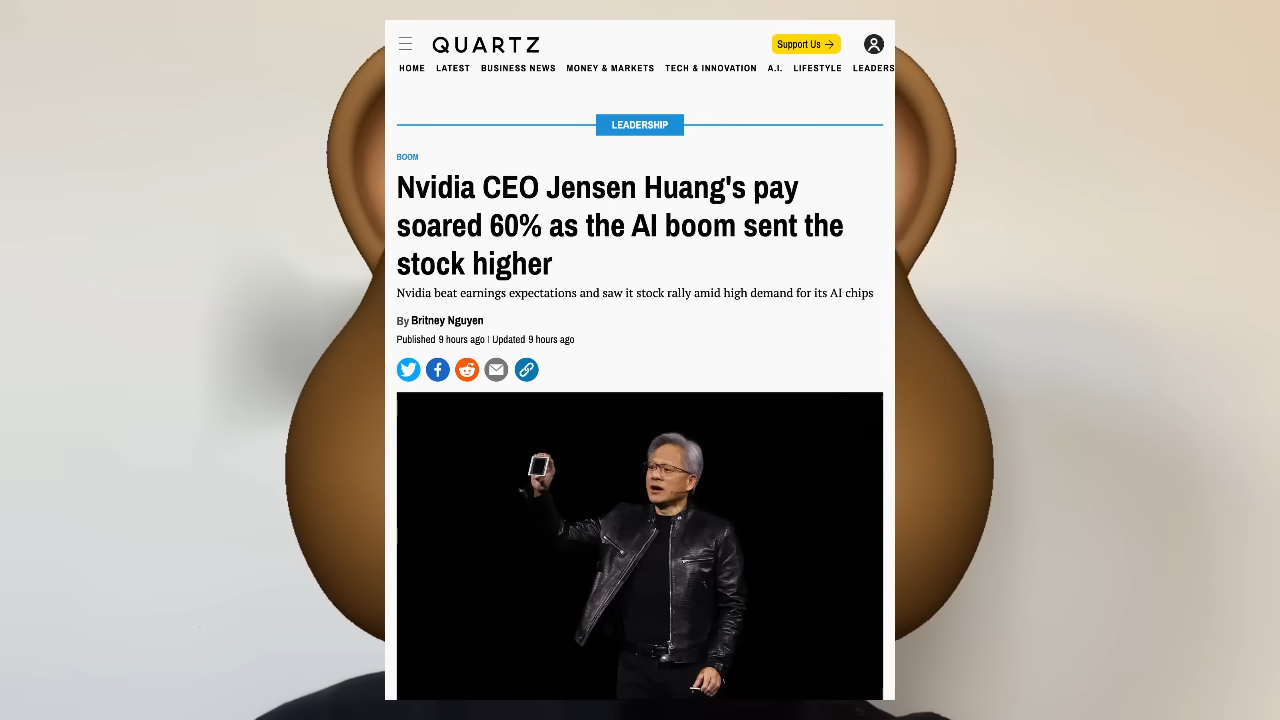 QUARTZ
Support Us →
HOME LATEST BUSINESS NEWS MONEY & MARKETS TECH & INNOVATION A.I. LIFESTYLE LEADERS
LEADERSHIP
BOOM
Nvidia CEO Jensen Huang's pay
soared 60% as the AI boom sent the
stock higher
Nvidia beat earnings expectations and saw it stock rally amid high demand for its AI chips
By Britney Nguyen
Published 9 hours ago | Updated 9 hours ago